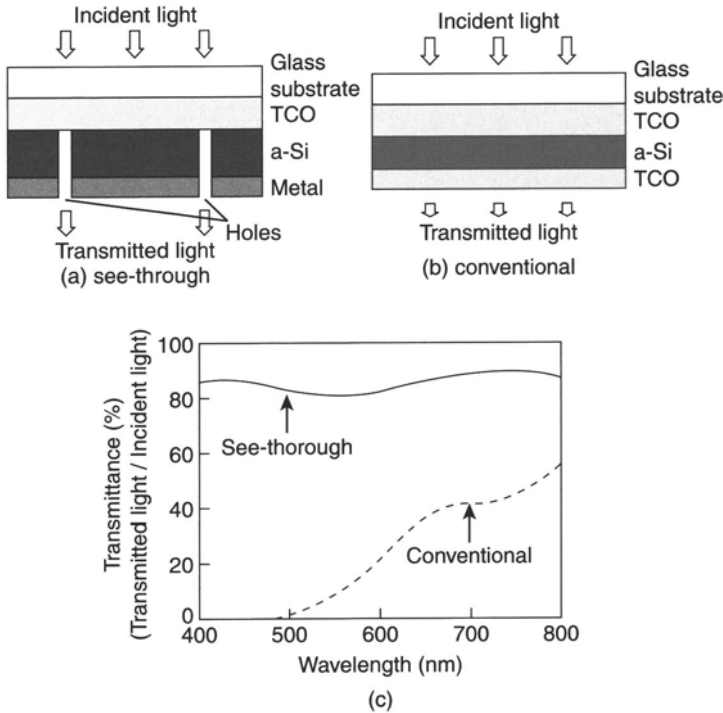 Incident light
Glass
substrate
TCO
a-Si
Metal
Holes
Transmitted light
(a) see-through
Incident light
Glass
substrate
TCO
a-Si
TCO
Transmitted light
(b) conventional
Transmittance (%)
(Transmitted light / Incident light)
100
80
60
40
20
0
See-thorough
Conventional
400 500 600 700 800
Wavelength (nm)
(c)